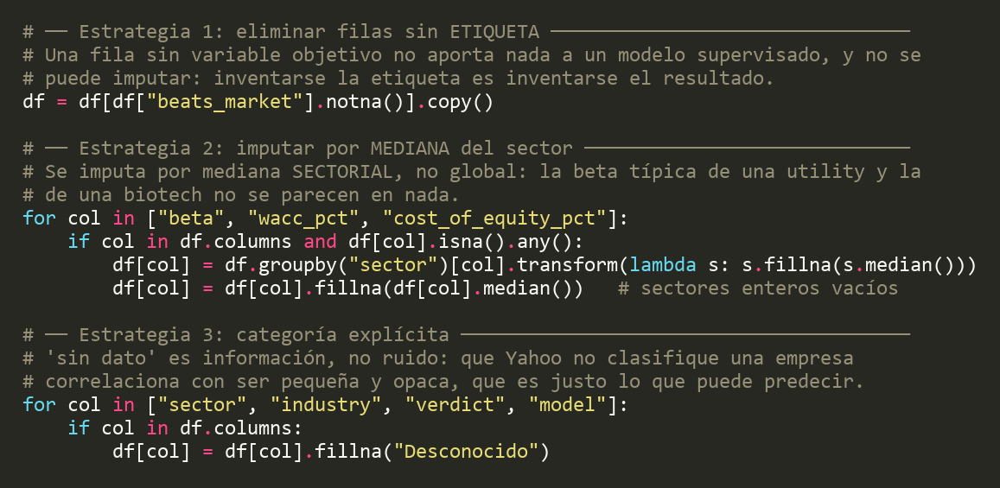 # ── Estrategia 1: eliminar filas sin ETIQUETA ────────────────────────────────
# Una fila sin variable objetivo no aporta nada a un modelo supervisado, y no se
# puede imputar: inventarse la etiqueta es inventarse el resultado.
df = df[df["beats_market"].notna()].copy()

# ── Estrategia 2: imputar por MEDIANA del sector ─────────────────────────────
# Se imputa por mediana SECTORIAL, no global: la beta típica de una utility y la
# de una biotech no se parecen en nada.
for col in ["beta", "wacc_pct", "cost_of_equity_pct"]:
    if col in df.columns and df[col].isna().any():
        df[col] = df.groupby("sector")[col].transform(lambda s: s.fillna(s.median()))
        df[col] = df[col].fillna(df[col].median())   # sectores enteros vacíos

# ── Estrategia 3: categoría explícita ────────────────────────────────────────
# 'sin dato' es información, no ruido: que Yahoo no clasifique una empresa
# correlaciona con ser pequeña y opaca, que es justo lo que puede predecir.
for col in ["sector", "industry", "verdict", "model"]:
    if col in df.columns:
        df[col] = df[col].fillna("Desconocido")